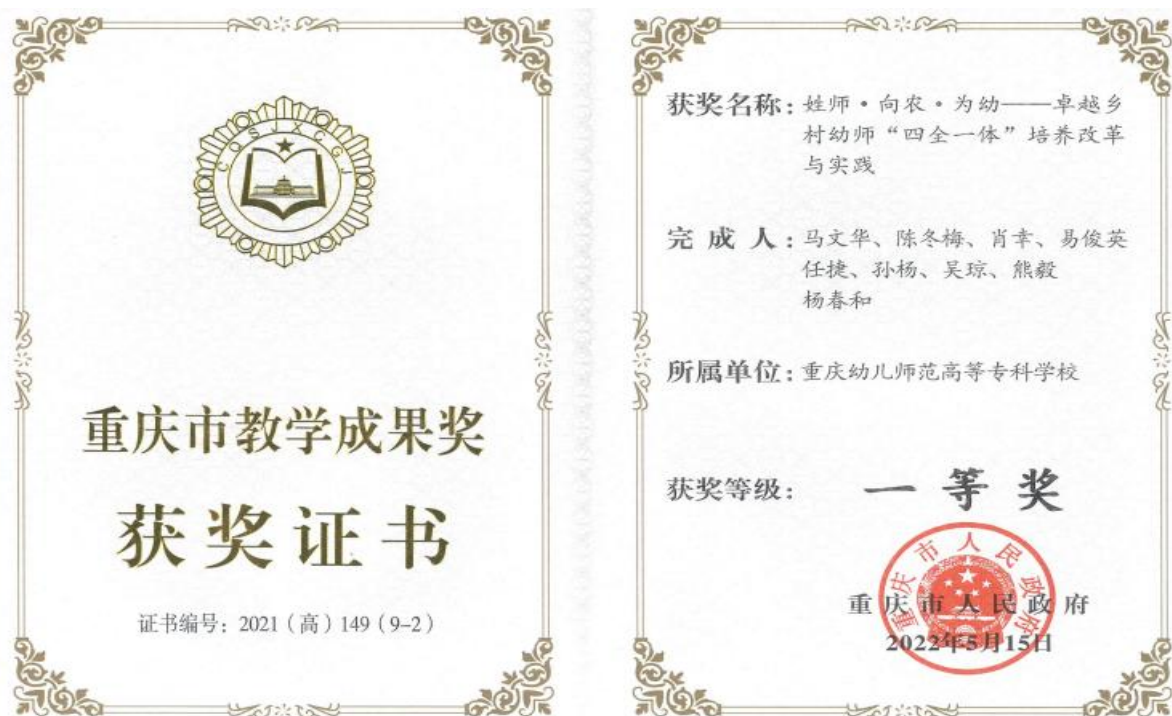 COSJXCGJ
重庆市教学成果奖
获奖证书
证书编号：2021（高）149（9-2）
获奖名称：姓师·向农·为幼——卓越乡
村幼师“四全一体”培养改革
与实践
完成人：马文华、陈冬梅、肖幸、易俊英
任捷、孙杨、吴琼、熊毅
杨春和
所属单位：重庆幼儿师范高等专科学校
获奖等级：一等奖
重庆市人民政府
重庆市人民政府
2022年5月15日